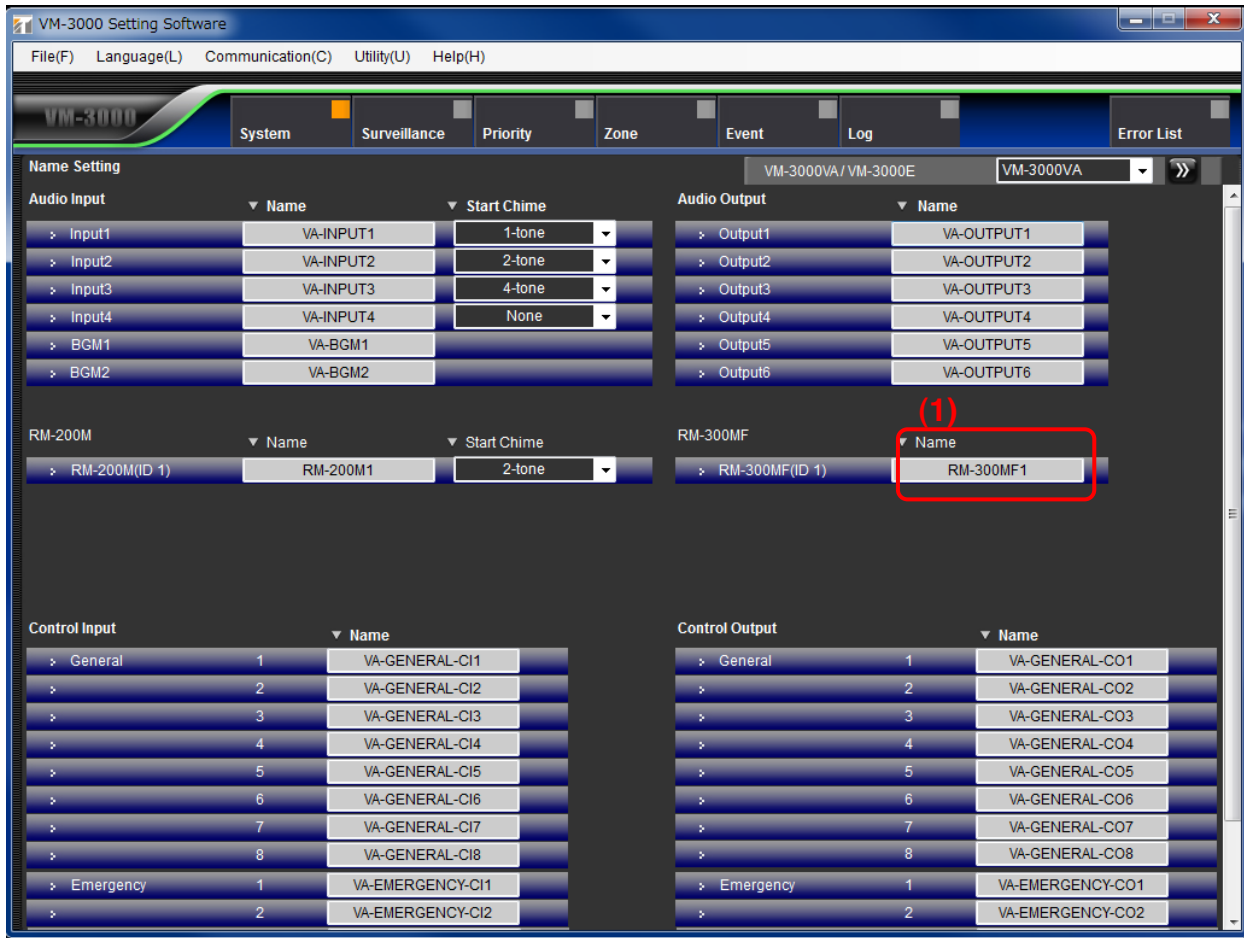 VM-3000 Setting Software
File(F) Language(L) Communication(C) Utility(U) Help(H)
VM-3000 System Surveillance Priority Zone Event Log Error List
Name Setting VM-3000VA / VM-3000E VM-3000VA
Audio Input Name Start Chime
Input1 VA-INPUT1 1-tone
Input2 VA-INPUT2 2-tone
Input3 VA-INPUT3 4-tone
Input4 VA-INPUT4 None
BGM1 VA-BGM1
BGM2 VA-BGM2
Audio Output Name
Output1 VA-OUTPUT1
Output2 VA-OUTPUT2
Output3 VA-OUTPUT3
Output4 VA-OUTPUT4
Output5 VA-OUTPUT5
Output6 VA-OUTPUT6
RM-200M Name Start Chime
RM-200M(ID 1) RM-200M1 2-tone
(1)
RM-300MF Name
RM-300MF(ID 1) RM-300MF1
Control Input Name
General 1 VA-GENERAL-CI1
2 VA-GENERAL-CI2
3 VA-GENERAL-CI3
4 VA-GENERAL-CI4
5 VA-GENERAL-CI5
6 VA-GENERAL-CI6
7 VA-GENERAL-CI7
8 VA-GENERAL-CI8
Emergency 1 VA-EMERGENCY-CI1
2 VA-EMERGENCY-CI2
Control Output Name
General 1 VA-GENERAL-CO1
2 VA-GENERAL-CO2
3 VA-GENERAL-CO3
4 VA-GENERAL-CO4
5 VA-GENERAL-CO5
6 VA-GENERAL-CO6
7 VA-GENERAL-CO7
8 VA-GENERAL-CO8
Emergency 1 VA-EMERGENCY-CO1
2 VA-EMERGENCY-CO2